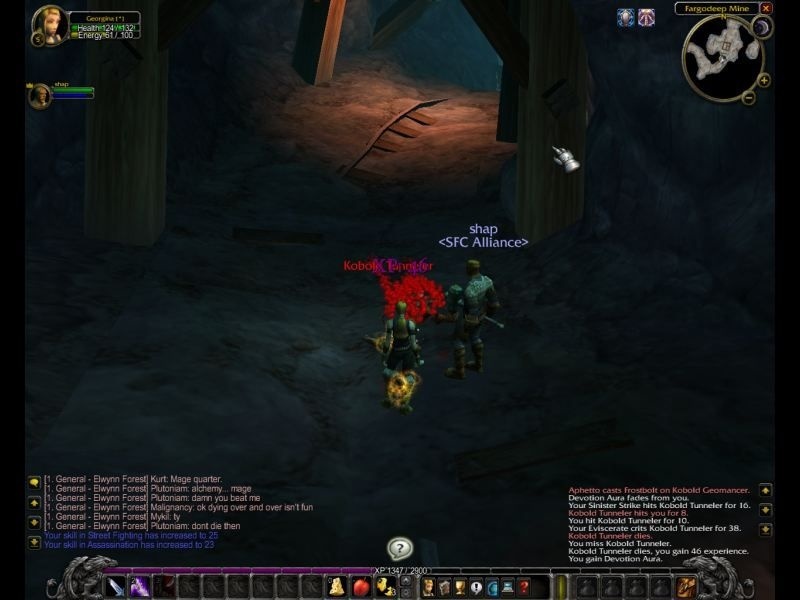 Georgina (*)
Health 124 / 132
Energy 61 / 100
5
shap
Fargodeep Mine
N
shap
<SFC Alliance>
Kobold Tunneler
[1. General - Elwynn Forest] Kurt: Mage quarter.
[1. General - Elwynn Forest] Plutoniam: alchemy... mage
[1. General - Elwynn Forest] Plutoniam: damn you beat me
[1. General - Elwynn Forest] Malignancy: ok dying over and over isn't fun
[1. General - Elwynn Forest] Mykil: ty
[1. General - Elwynn Forest] Plutoniam: dont die then
Your skill in Street Fighting has increased to 25
Your skill in Assassination has increased to 23
Aphetto casts Frostbolt on Kobold Geomancer.
Devotion Aura fades from you.
Your Sinister Strike hits Kobold Tunneler for 16.
Kobold Tunneler hits you for 8.
You hit Kobold Tunneler for 10.
Your Eviscerate crits Kobold Tunneler for 38.
Kobold Tunneler dies.
You miss Kobold Tunneler.
Kobold Tunneler dies, you gain 46 experience.
You gain Devotion Aura.
XP 1347 / 2900